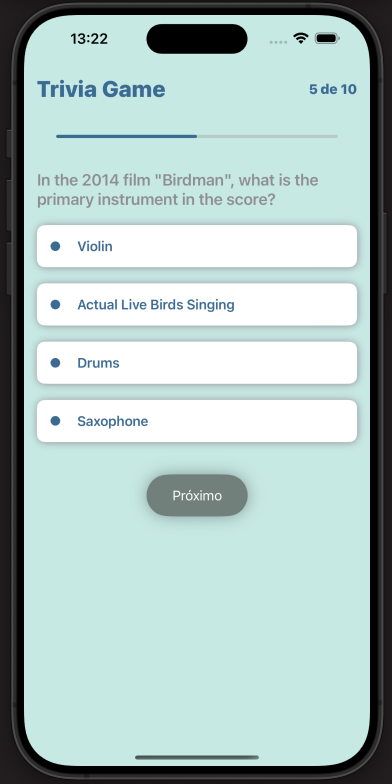 13:22
Trivia Game
5 de 10
In the 2014 film "Birdman", what is the
primary instrument in the score?
Violin
Actual Live Birds Singing
Drums
Saxophone
Próximo